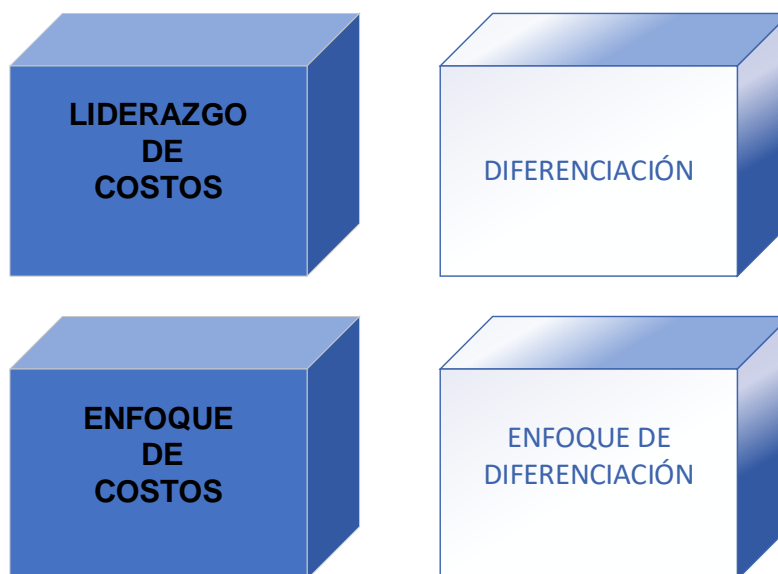 LIDERAZGO
DE
COSTOS
DIFERENCIACIÓN
ENFOQUE
DE
COSTOS
ENFOQUE DE
DIFERENCIACIÓN